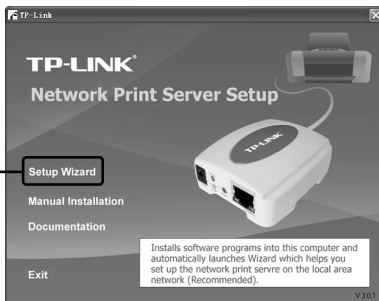 TP-Link
TP-LINK®
Network Print Server Setup
TP-LINK
Setup Wizard
Manual Installation
Documentation
Exit
Installs software programs into this computer and
automatically launches Wizard which helps you
set up the network print servre on the local area
network (Recommended).
V 3.0.1